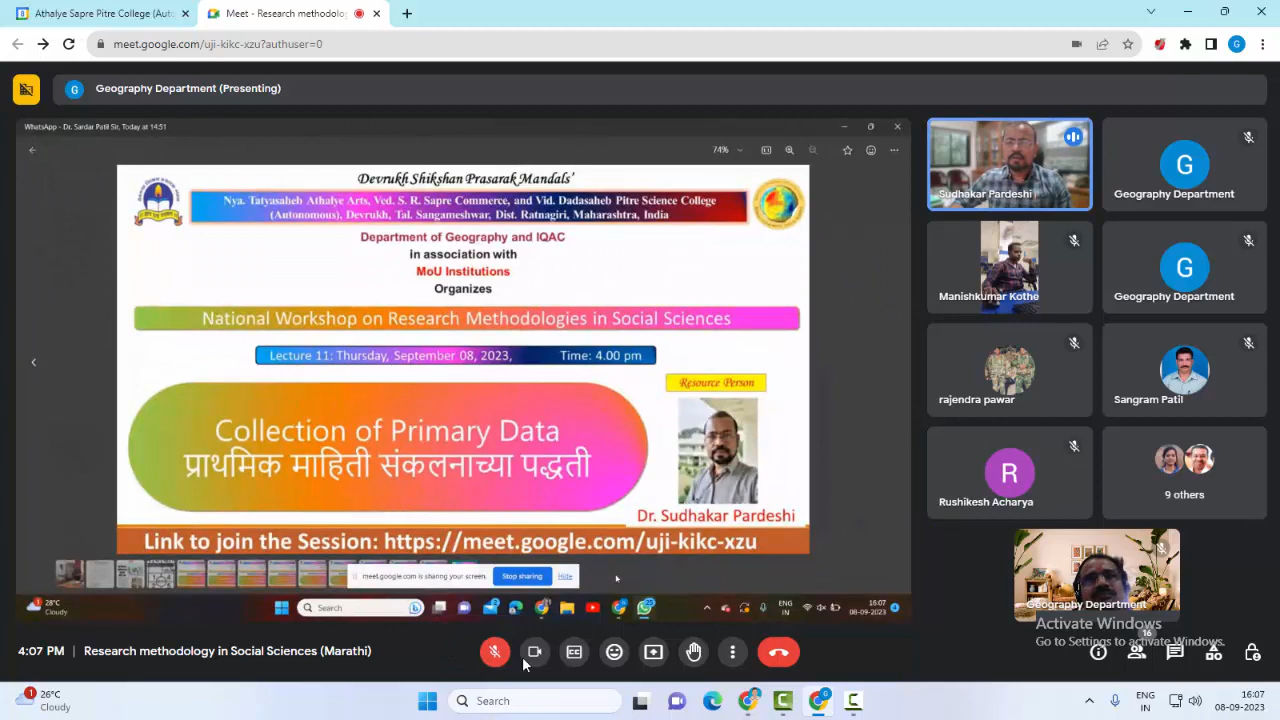 Athalye Sapre Pitre College (Aut
Meet - Research methodolo
meet.google.com/uji-kikc-xzu?authuser=0
G
G
Geography Department (Presenting)
WhatsApp - Dr. Sardar Patil Sir, Today at 14:51
74%
Devrukh Shikshan Prasarak Mandals'
Nya. Tatyasaheb Athalye Arts, Ved. S. R. Sapre Commerce, and Vid. Dadasaheb Pitre Science College
(Autonomous), Devrukh, Tal. Sangameshwar, Dist. Ratnagiri, Maharashtra, India
Department of Geography and IQAC
in association with
MoU Institutions
Organizes
National Workshop on Research Methodologies in Social Sciences
Lecture 11: Thursday, September 08, 2023, Time: 4.00 pm
Resource Person
Collection of Primary Data
प्राथमिक माहिती संकलनाच्या पद्धती
Dr. Sudhakar Pardeshi
Link to join the Session: https://meet.google.com/uji-kikc-xzu
meet.google.com is sharing your screen.
Stop sharing
Hide
1
28°C
Cloudy
Search
ENG
IN
16:07
08-09-2023
Sudhakar Pardeshi
G
Geography Department
Manishkumar Kothe
G
Geography Department
rajendra pawar
Sangram Patil
R
Rushikesh Acharya
9 others
Geography Department
Activate Windows
Go to Settings to activate Windows.
16
4:07 PM | Research methodology in Social Sciences (Marathi)
CC
1
26°C
Cloudy
Search
ENG
IN
16:07
08-09-2023